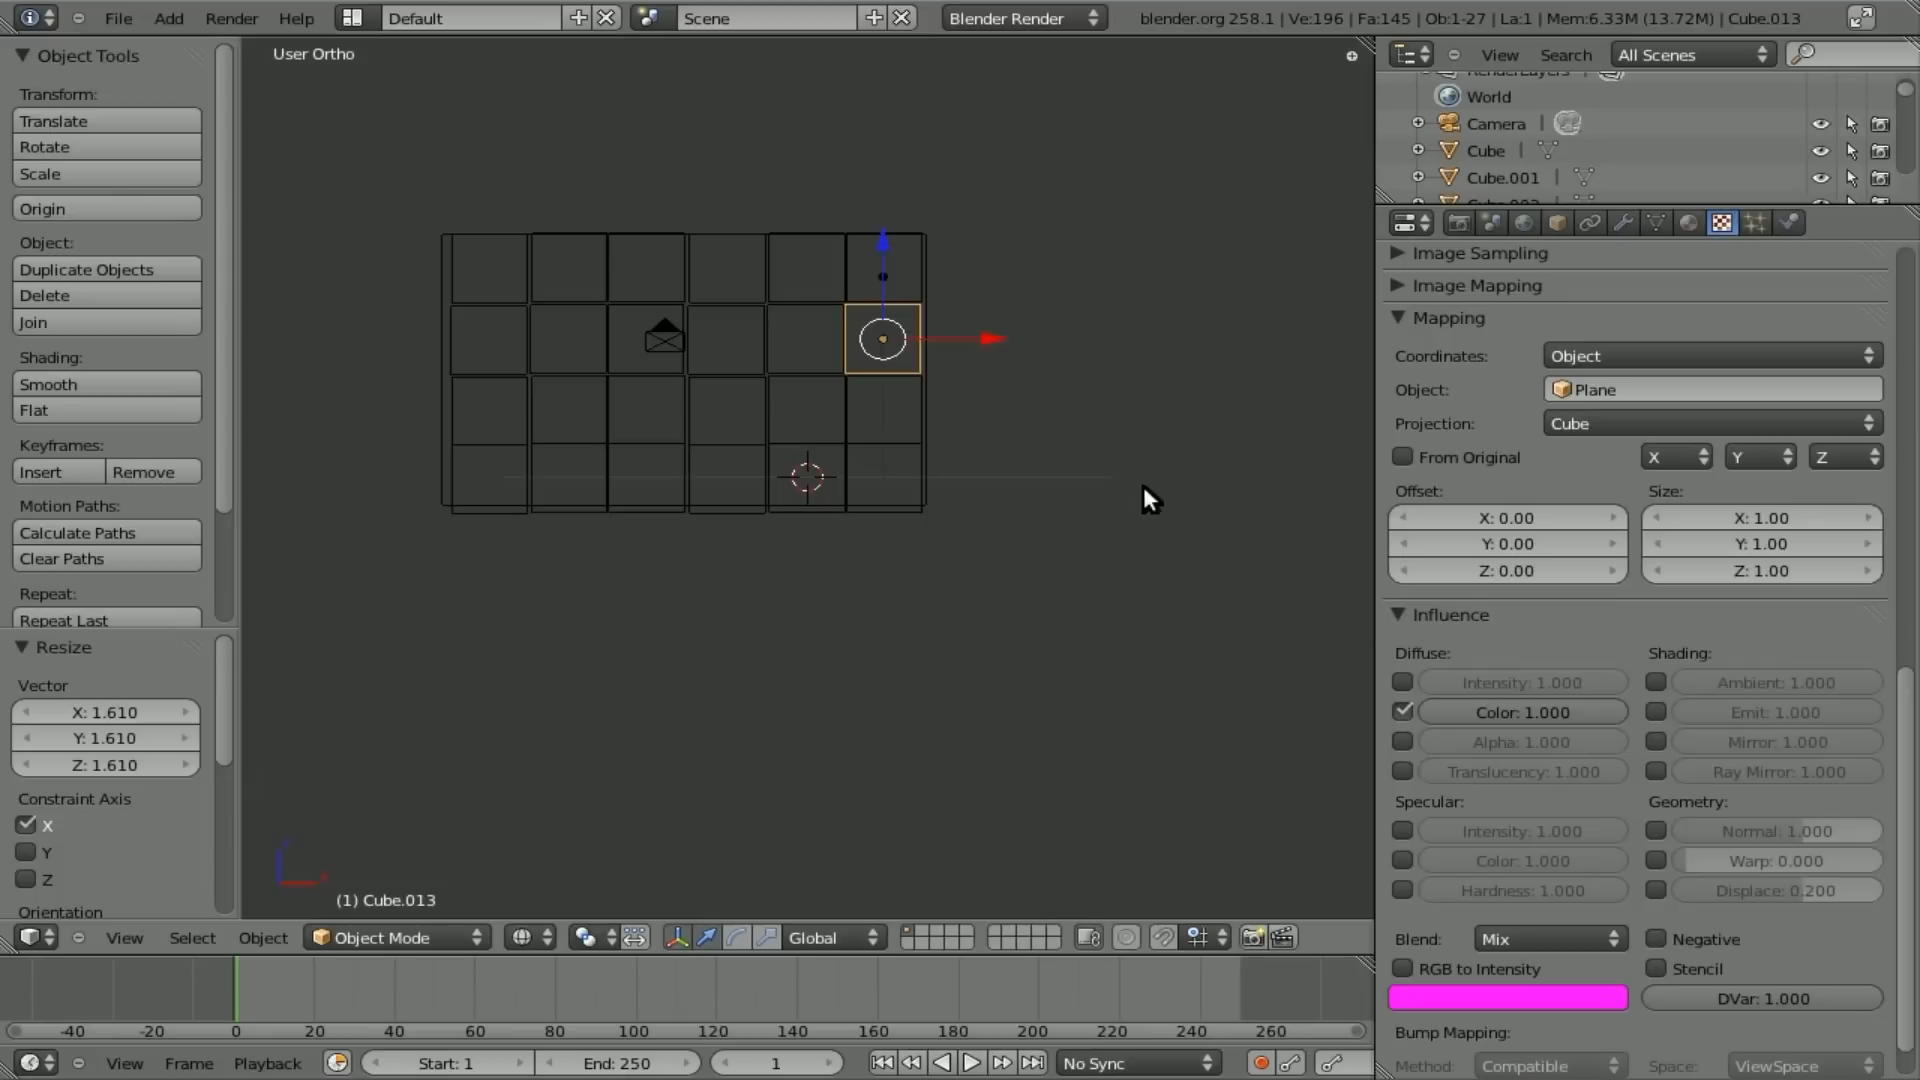 File Add Render Help Default Scene Blender Render blender.org 258.1 | Ve:196 | Fa:145 | Ob:1-27 | La:1 | Mem:6.33M (13.72M) | Cube.013
Object Tools
Transform:
Translate
Rotate
Scale
Origin
Object:
Duplicate Objects
Delete
Join
Shading:
Smooth
Flat
Keyframes:
Insert Remove
Motion Paths:
Calculate Paths
Clear Paths
Repeat:
Repeat Last
Resize
Vector
X: 1.610
Y: 1.610
Z: 1.610
Constraint Axis
X
Y
Z
Orientation
User Ortho
(1) Cube.013
View Select Object Object Mode Global
-40 -20 0 20 40 60 80 100 120 140 160 180 200 220 240 260
View Frame Playback Start: 1 End: 250 1 No Sync
View Search All Scenes
RenderLayers |
World
Camera |
Cube |
Cube.001 |
Image Sampling
Image Mapping
Mapping
Coordinates: Object
Object: Plane
Projection: Cube
From Original X Y Z
Offset: Size:
X: 0.00 X: 1.00
Y: 0.00 Y: 1.00
Z: 0.00 Z: 1.00
Influence
Diffuse: Shading:
Intensity: 1.000 Ambient: 1.000
Color: 1.000 Emit: 1.000
Alpha: 1.000 Mirror: 1.000
Translucency: 1.000 Ray Mirror: 1.000
Specular: Geometry:
Intensity: 1.000 Normal: 1.000
Color: 1.000 Warp: 0.000
Hardness: 1.000 Displace: 0.200
Blend: Mix Negative
RGB to Intensity Stencil
DVar: 1.000
Bump Mapping:
Method: Compatible Space: ViewSpace